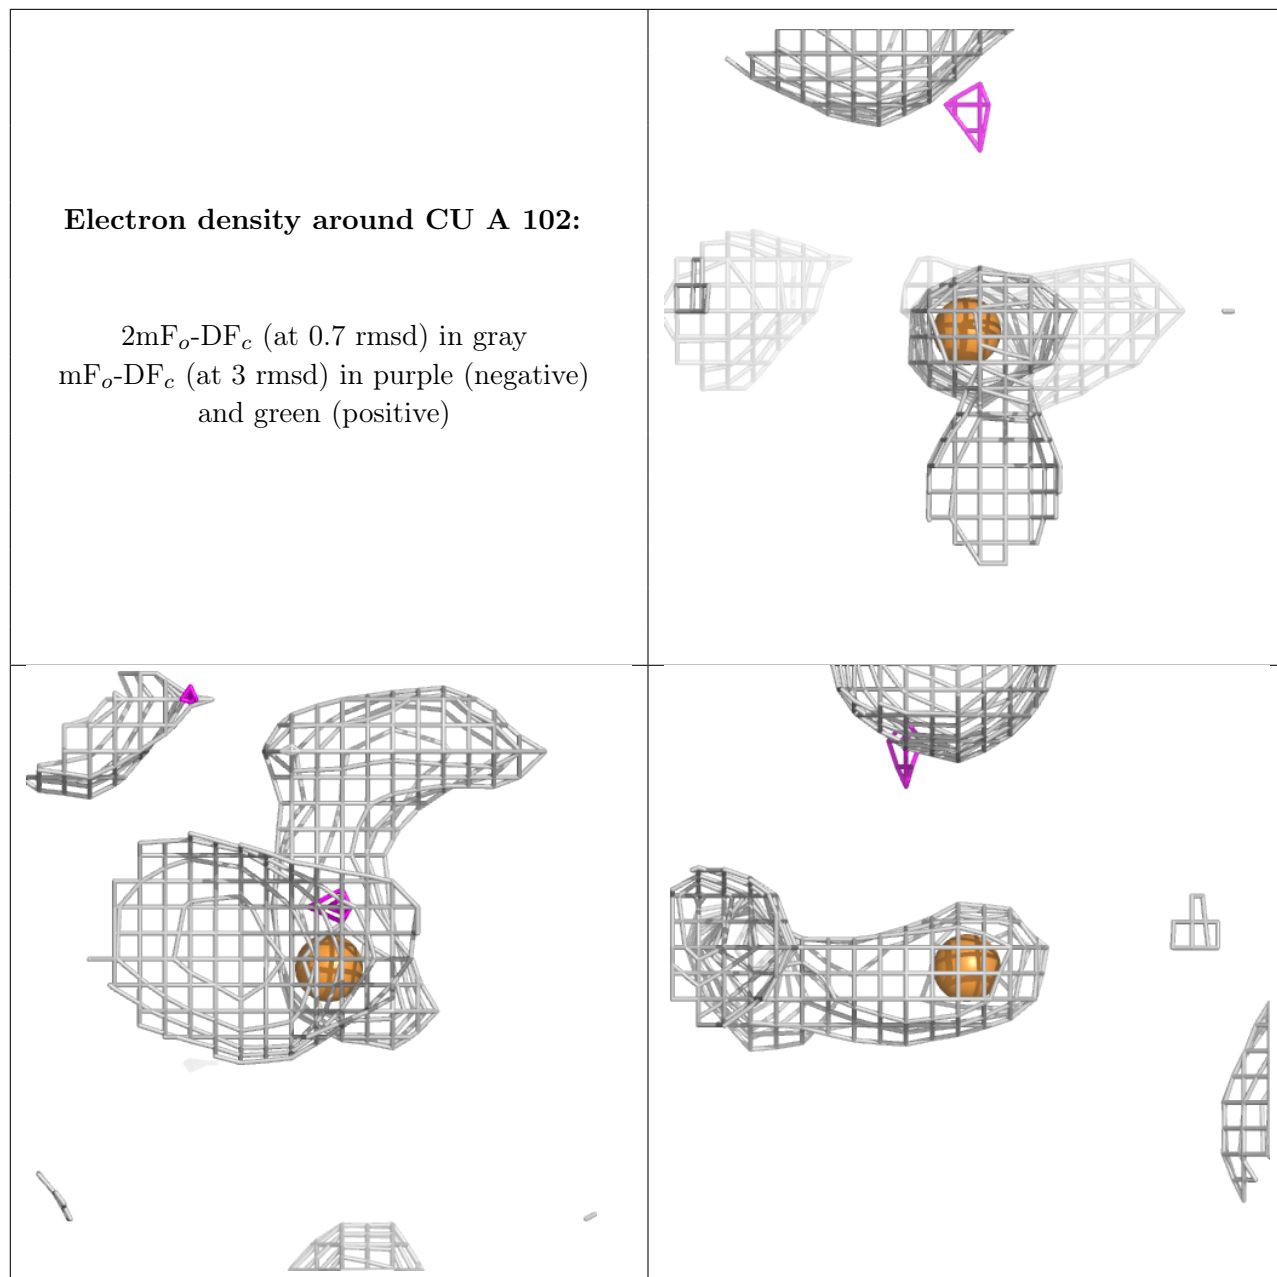 Electron density around CU A 102:
2mFo-DFc (at 0.7 rmsd) in gray
mFo-DFc (at 3 rmsd) in purple (negative)
and green (positive)